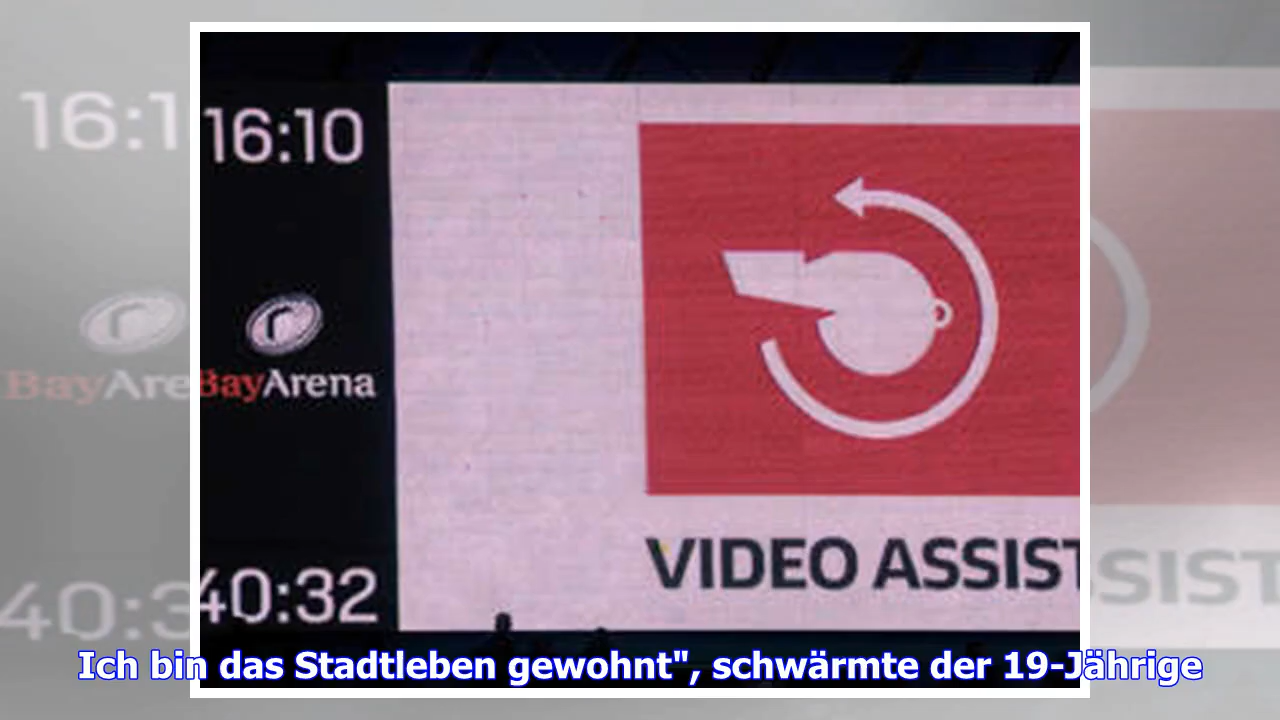 16:10
BayArena
40:32
VIDEO ASSIST
Ich bin das Stadtleben gewohnt", schwärmte der 19-Jährige